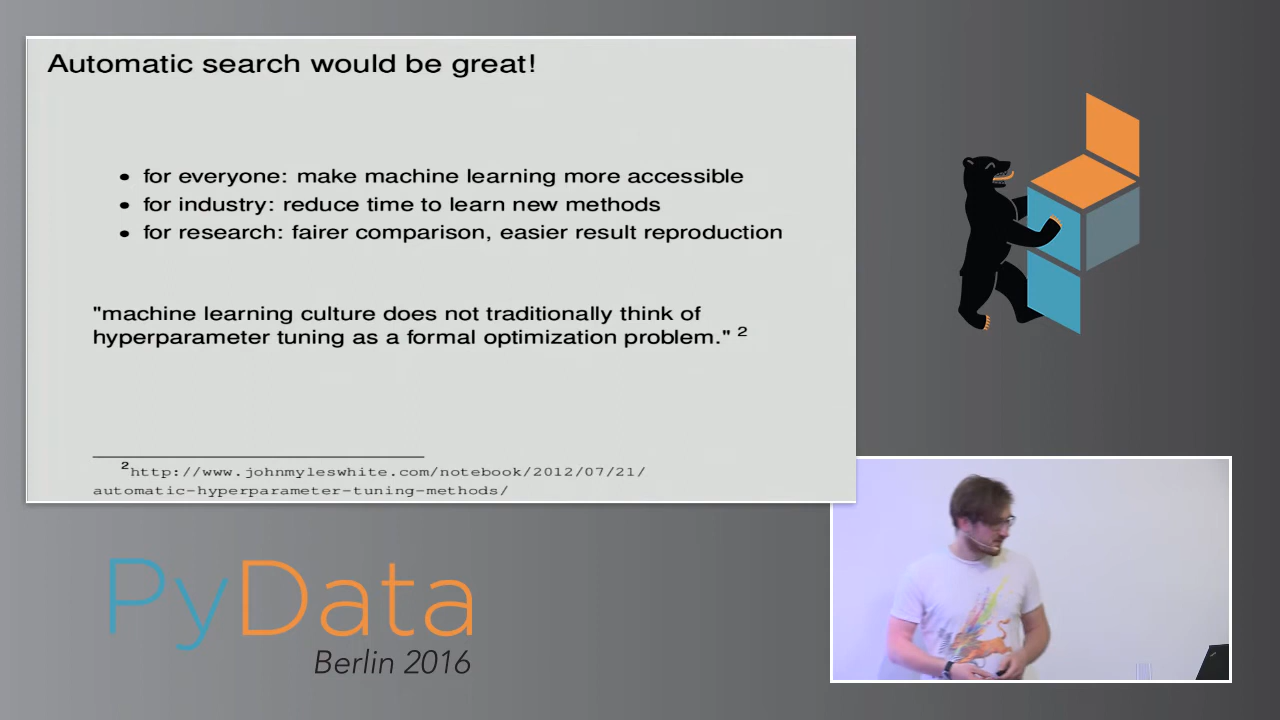 Automatic search would be great!
• for everyone: make machine learning more accessible
• for industry: reduce time to learn new methods
• for research: fairer comparison, easier result reproduction
"machine learning culture does not traditionally think of
hyperparameter tuning as a formal optimization problem." 2
2http://www.johnmyleswhite.com/notebook/2012/07/21/
automatic-hyperparameter-tuning-methods/
PyData
Berlin 2016